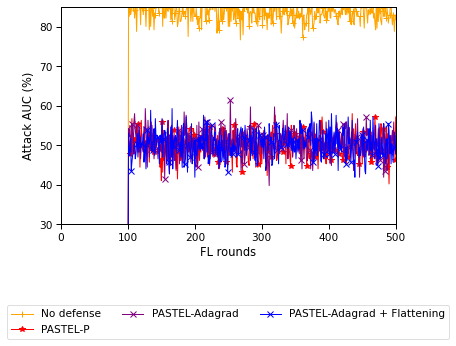 80
70
60
50
40
30
Attack AUC (%)
0 100 200 300 400 500
FL rounds
No defense PASTEL-Adagrad PASTEL-Adagrad + Flattening
PASTEL-P